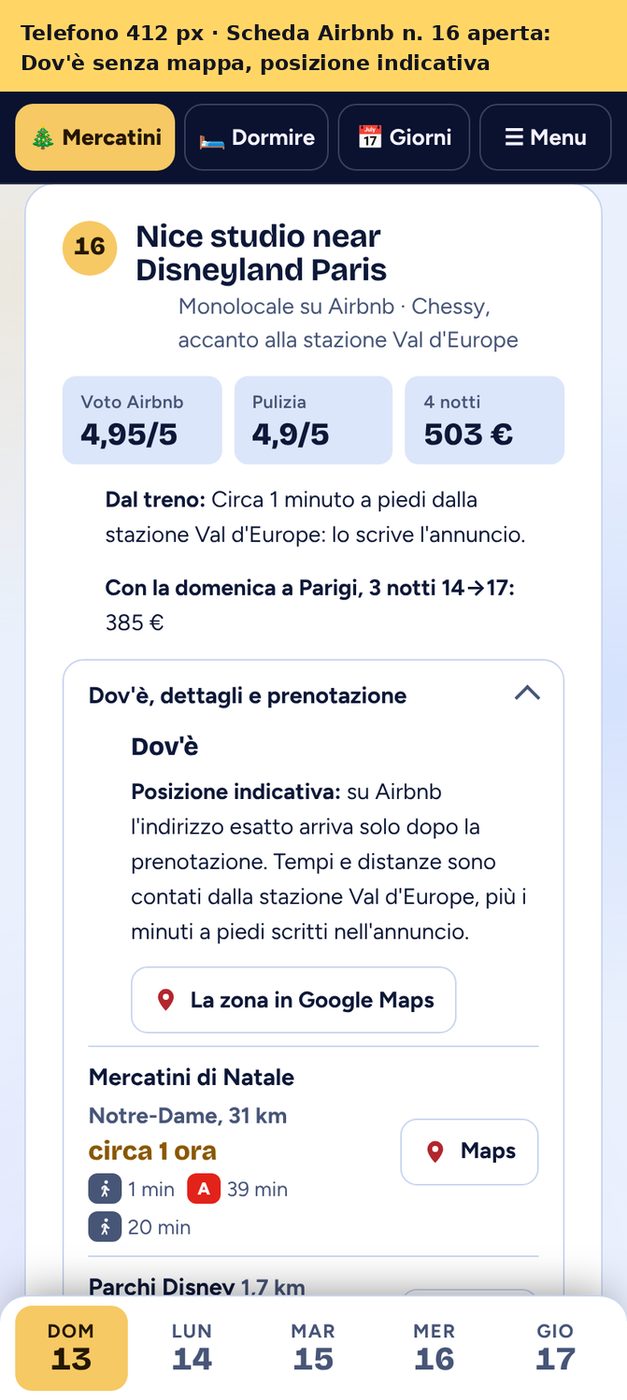 Telefono 412 px · Scheda Airbnb n. 16 aperta:
Dov'è senza mappa, posizione indicativa
🎄 Mercatini
🛏️ Dormire
📅 Giorni
☰ Menu
16
Nice studio near
Disneyland Paris
Monolocale su Airbnb · Chessy,
accanto alla stazione Val d'Europe
Voto Airbnb
4,95/5
Pulizia
4,9/5
4 notti
503 €
Dal treno: Circa 1 minuto a piedi dalla
stazione Val d'Europe: lo scrive l'annuncio.
Con la domenica a Parigi, 3 notti 14→17:
385 €
Dov'è, dettagli e prenotazione
Dov'è
Posizione indicativa: su Airbnb
l'indirizzo esatto arriva solo dopo la
prenotazione. Tempi e distanze sono
contati dalla stazione Val d'Europe, più i
minuti a piedi scritti nell'annuncio.
La zona in Google Maps
Mercatini di Natale
Notre-Dame, 31 km
circa 1 ora
1 min A 39 min
20 min
Maps
Parchi Disney 1,7 km
DOM
13
LUN
14
MAR
15
MER
16
GIO
17